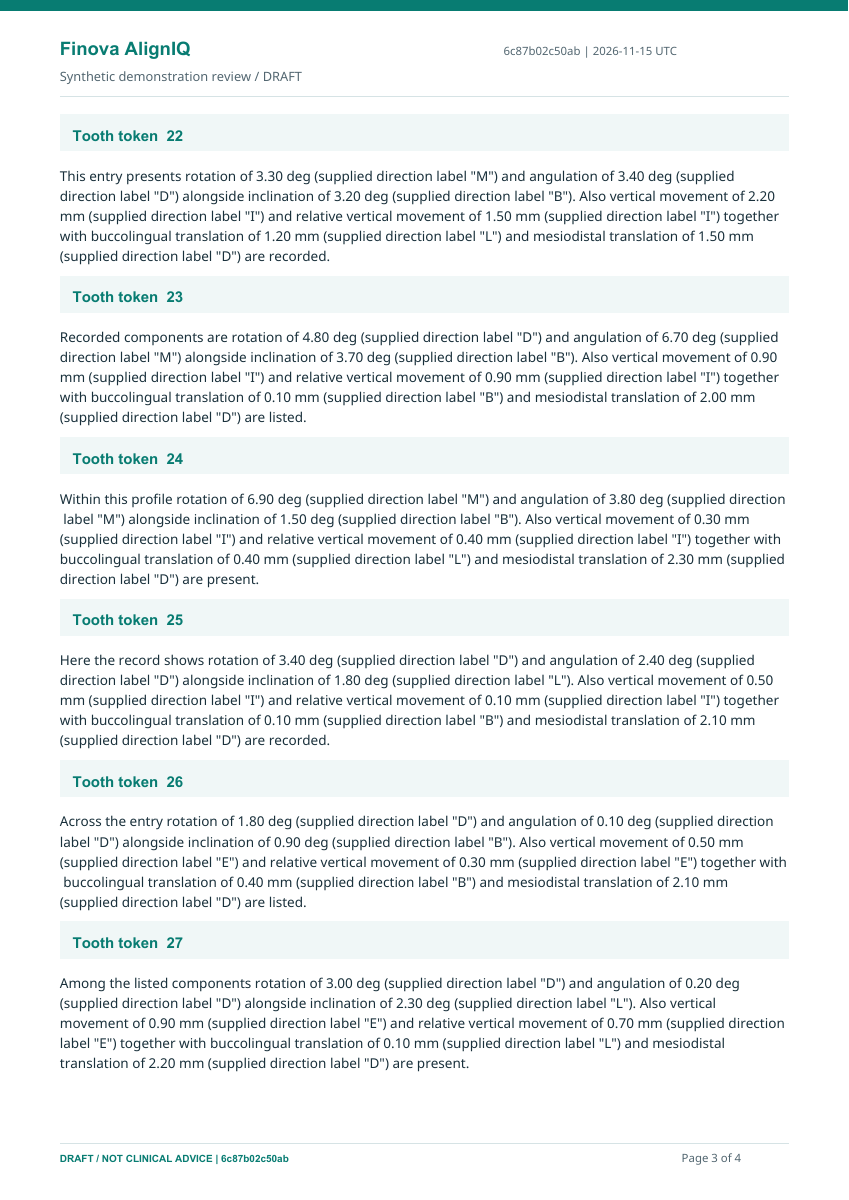 Finova AlignIQ
6c87b02c50ab | 2026-11-15 UTC
Synthetic demonstration review / DRAFT
Tooth token 22
This entry presents rotation of 3.30 deg (supplied direction label "M") and angulation of 3.40 deg (supplied
direction label "D") alongside inclination of 3.20 deg (supplied direction label "B"). Also vertical movement of 2.20
mm (supplied direction label "I") and relative vertical movement of 1.50 mm (supplied direction label "I") together
with buccolingual translation of 1.20 mm (supplied direction label "L") and mesiodistal translation of 1.50 mm
(supplied direction label "D") are recorded.
Tooth token 23
Recorded components are rotation of 4.80 deg (supplied direction label "D") and angulation of 6.70 deg (supplied
direction label "M") alongside inclination of 3.70 deg (supplied direction label "B"). Also vertical movement of 0.90
mm (supplied direction label "I") and relative vertical movement of 0.90 mm (supplied direction label "I") together
with buccolingual translation of 0.10 mm (supplied direction label "B") and mesiodistal translation of 2.00 mm
(supplied direction label "D") are listed.
Tooth token 24
Within this profile rotation of 6.90 deg (supplied direction label "M") and angulation of 3.80 deg (supplied direction
label "M") alongside inclination of 1.50 deg (supplied direction label "B"). Also vertical movement of 0.30 mm
(supplied direction label "I") and relative vertical movement of 0.40 mm (supplied direction label "I") together with
buccolingual translation of 0.40 mm (supplied direction label "L") and mesiodistal translation of 2.30 mm (supplied
direction label "D") are present.
Tooth token 25
Here the record shows rotation of 3.40 deg (supplied direction label "D") and angulation of 2.40 deg (supplied
direction label "D") alongside inclination of 1.80 deg (supplied direction label "L"). Also vertical movement of 0.50
mm (supplied direction label "I") and relative vertical movement of 0.10 mm (supplied direction label "I") together
with buccolingual translation of 0.10 mm (supplied direction label "B") and mesiodistal translation of 2.10 mm
(supplied direction label "D") are recorded.
Tooth token 26
Across the entry rotation of 1.80 deg (supplied direction label "D") and angulation of 0.10 deg (supplied direction
label "D") alongside inclination of 0.90 deg (supplied direction label "B"). Also vertical movement of 0.50 mm
(supplied direction label "E") and relative vertical movement of 0.30 mm (supplied direction label "E") together with
buccolingual translation of 0.40 mm (supplied direction label "B") and mesiodistal translation of 2.10 mm
(supplied direction label "D") are listed.
Tooth token 27
Among the listed components rotation of 3.00 deg (supplied direction label "D") and angulation of 0.20 deg
(supplied direction label "D") alongside inclination of 2.30 deg (supplied direction label "L"). Also vertical
movement of 0.90 mm (supplied direction label "E") and relative vertical movement of 0.70 mm (supplied direction
label "E") together with buccolingual translation of 0.10 mm (supplied direction label "L") and mesiodistal
translation of 2.20 mm (supplied direction label "D") are present.
DRAFT / NOT CLINICAL ADVICE | 6c87b02c50ab
Page 3 of 4